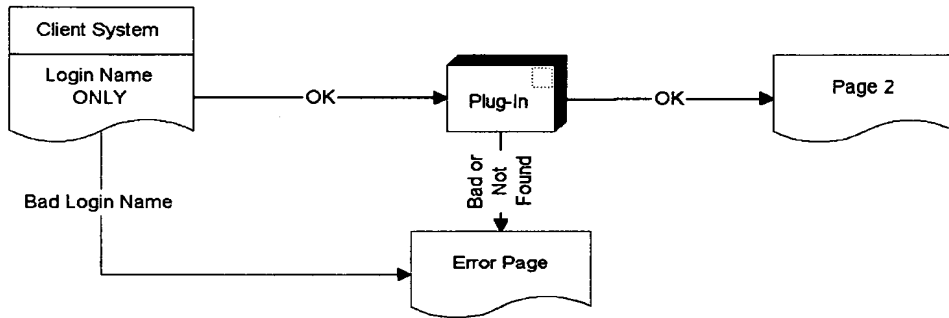 Client System
Login Name
ONLY
OK
Plug-In
OK
Page 2
Bad or
Not
Found
Bad Login Name
Error Page